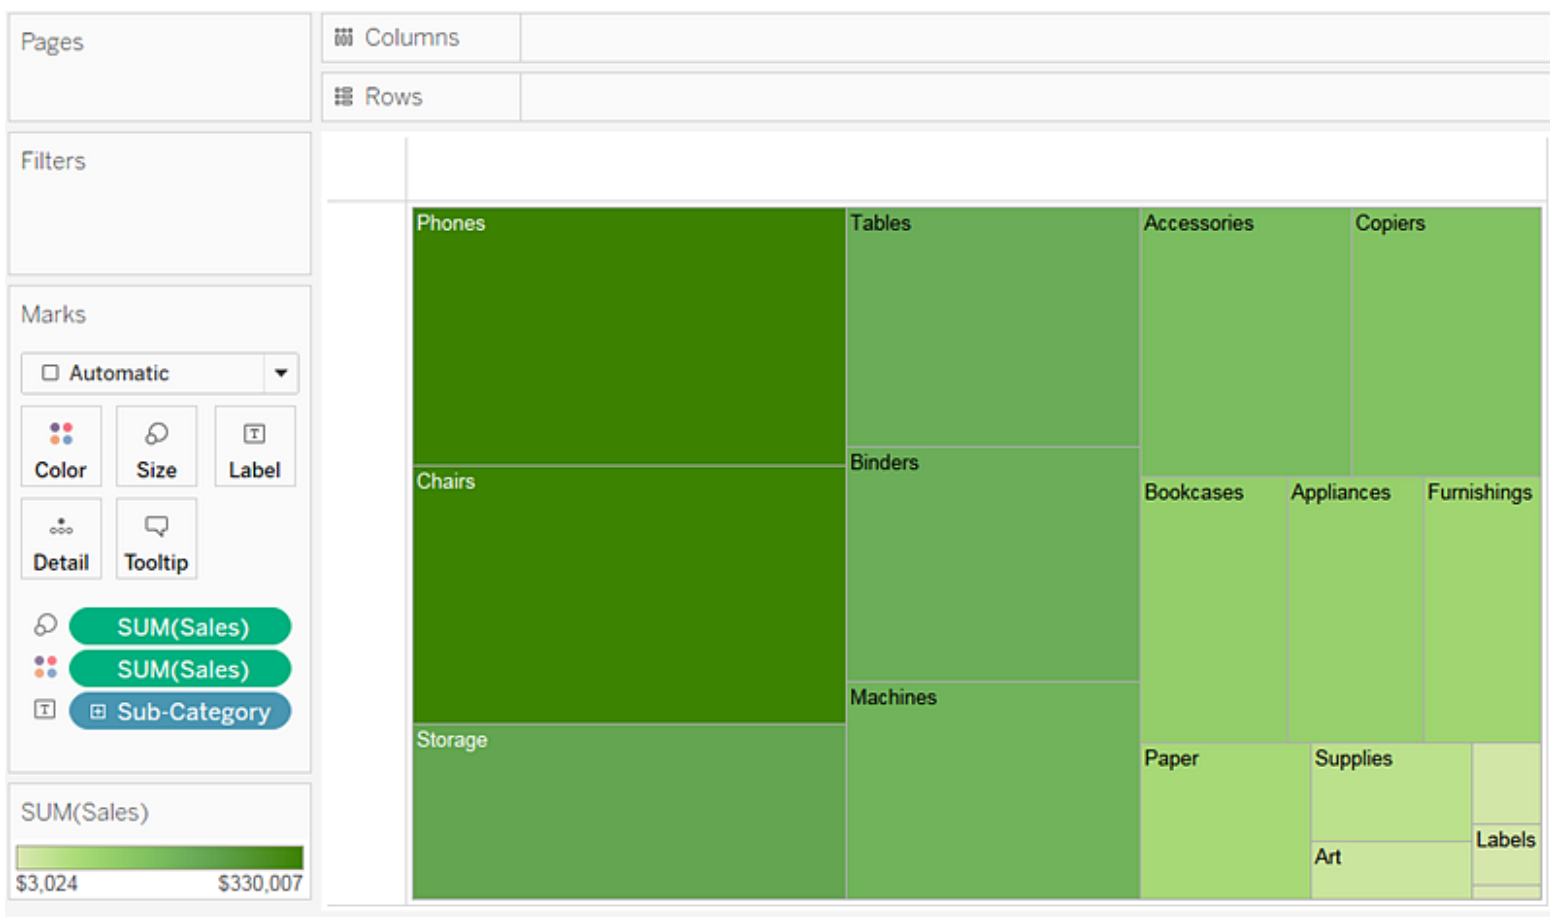 Pages
Columns
Rows
Filters
Marks
Automatic
Color
Size
Label
Detail
Tooltip
SUM(Sales)
SUM(Sales)
Sub-Category
SUM(Sales)
$3,024
$330,007
Phones
Chairs
Storage
Tables
Binders
Machines
Accessories
Copiers
Bookcases
Appliances
Furnishings
Paper
Supplies
Art
Labels